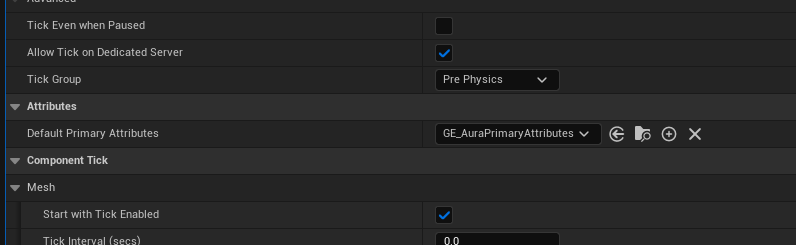 Advanced
Tick Even when Paused
Allow Tick on Dedicated Server
Tick Group Pre Physics
Attributes
Default Primary Attributes GE_AuraPrimaryAttributes
Component Tick
Mesh
Start with Tick Enabled
Tick Interval (secs) 0.0